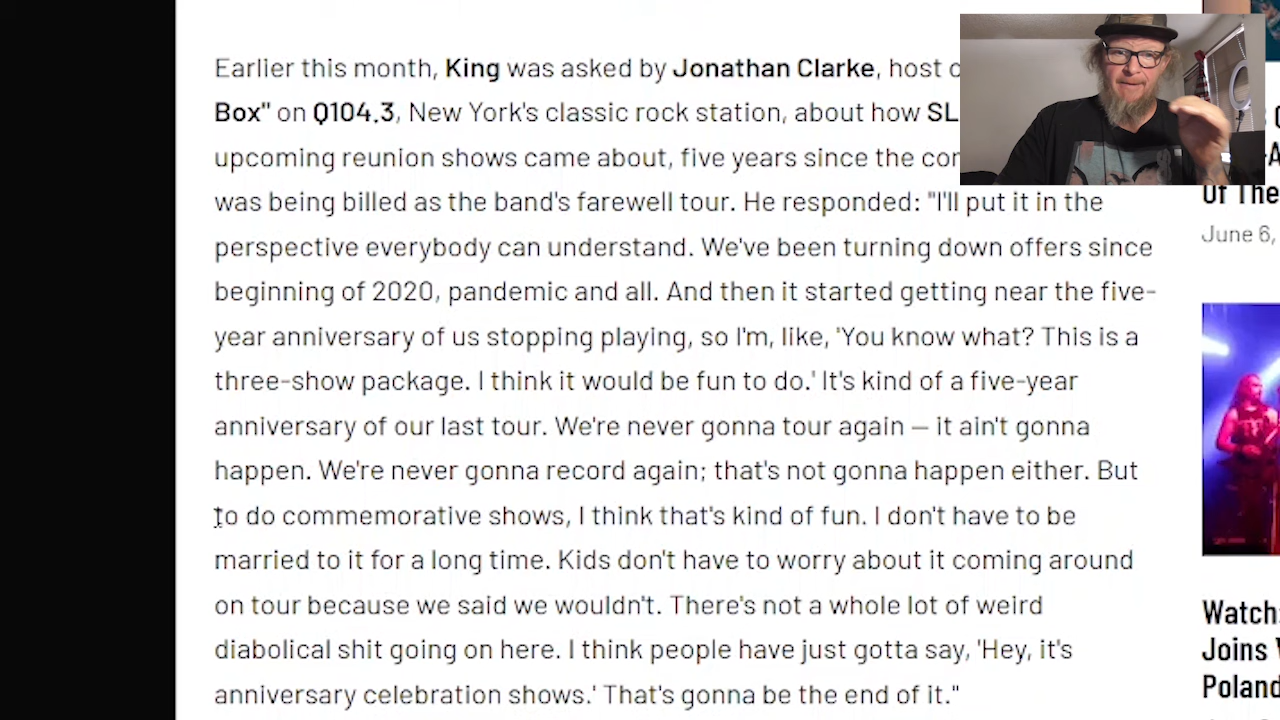 Earlier this month, King was asked by Jonathan Clarke, host
Box" on Q104.3, New York's classic rock station, about how SL
upcoming reunion shows came about, five years since the
was being billed as the band's farewell tour. He responded: "I'll put it in the
perspective everybody can understand. We've been turning down offers since
beginning of 2020, pandemic and all. And then it started getting near the five-
year anniversary of us stopping playing, so I'm, like, 'You know what? This is a
three-show package. I think it would be fun to do.' It's kind of a five-year
anniversary of our last tour. We're never gonna tour again — it ain't gonna
happen. We're never gonna record again; that's not gonna happen either. But
to do commemorative shows, I think that's kind of fun. I don't have to be
married to it for a long time. Kids don't have to worry about it coming around
on tour because we said we wouldn't. There's not a whole lot of weird
diabolical shit going on here. I think people have just gotta say, 'Hey, it's
anniversary celebration shows.' That's gonna be the end of it."
Of The
June 6,
Watch:
Joins
Poland